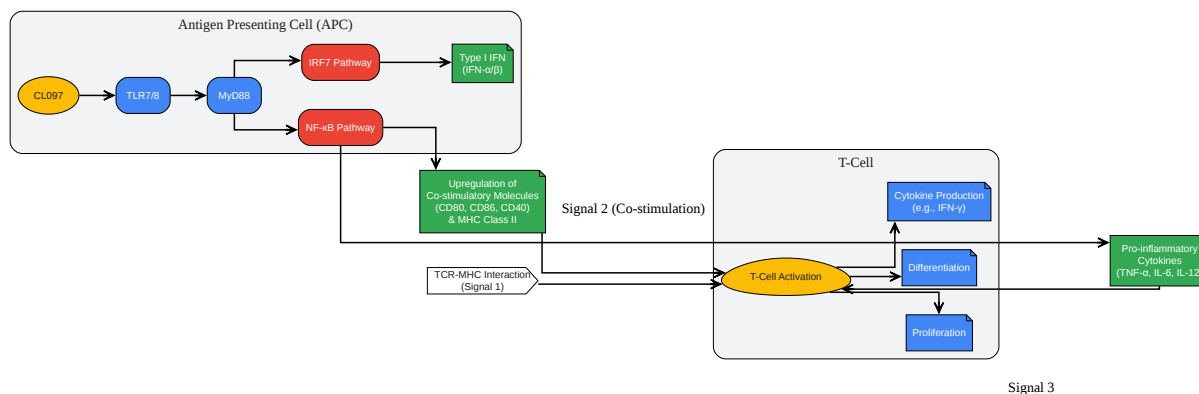 Antigen Presenting Cell (APC)
CL097
TLR7/8
MyD88
IRF7 Pathway
Type I IFN
(IFN-α/β)
NF-κB Pathway
Upregulation of
Co-stimulatory Molecules
(CD80, CD86, CD40)
& MHC Class II
Signal 2 (Co-stimulation)
TCR-MHC Interaction
(Signal 1)
T-Cell
Cytokine Production
(e.g., IFN-γ)
T-Cell Activation
Differentiation
Proliferation
Pro-inflammatory
Cytokines
(TNF-α, IL-6, IL-12
Signal 3